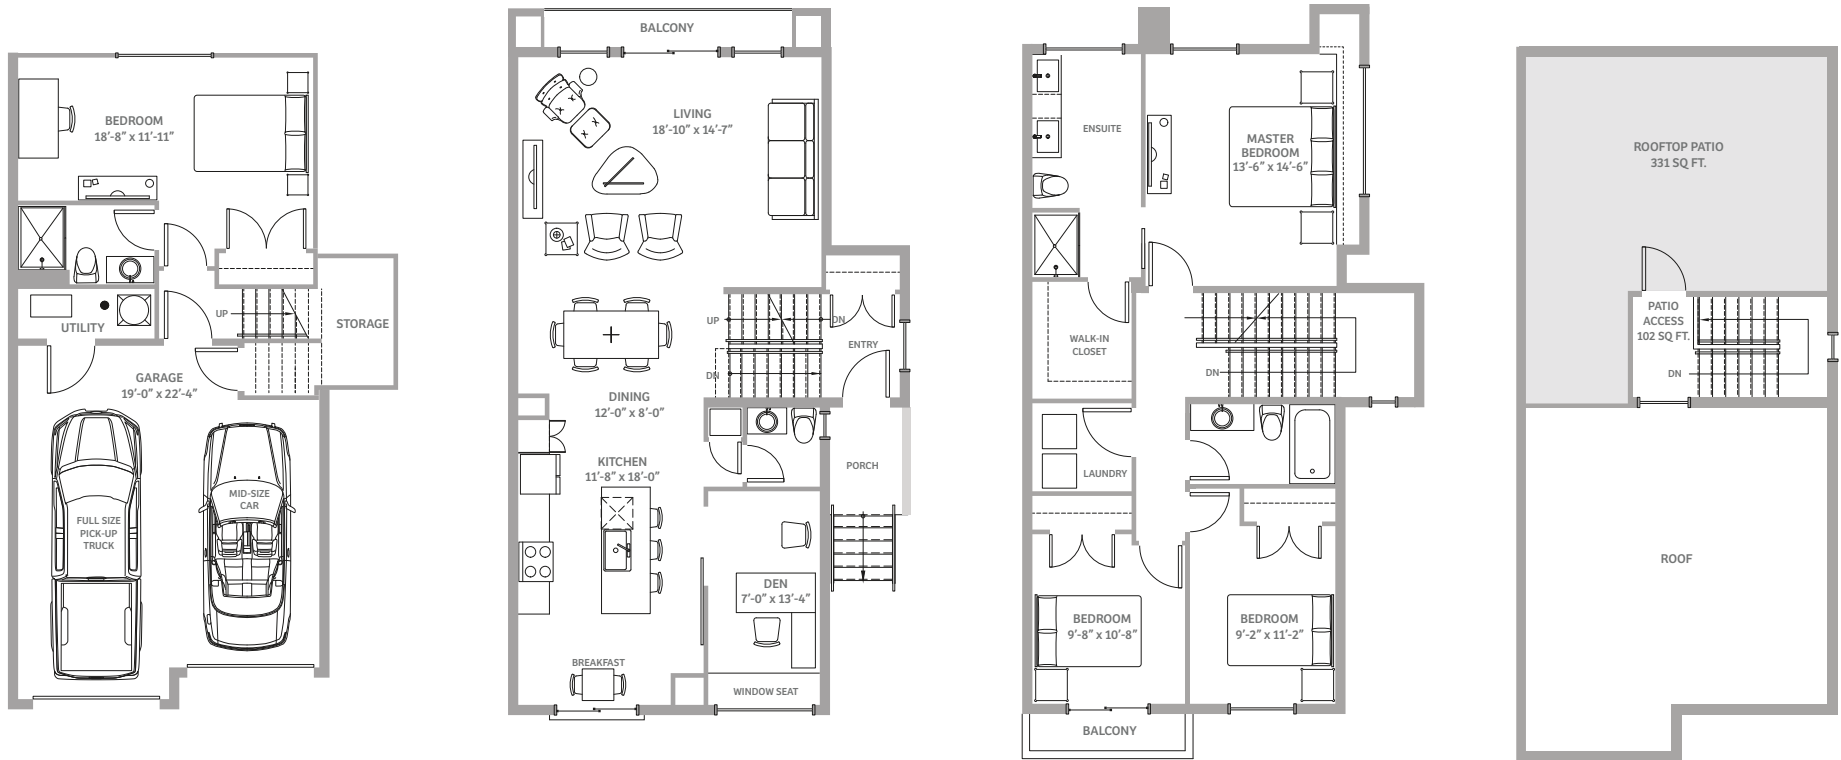 BEDROOM
18'-8" x 11'-11"
UP
UTILITY
STORAGE
GARAGE
19'-0" x 22'-4"
MID-SIZE
CAR
FULL SIZE
PICK-UP
TRUCK
BALCONY
LIVING
18'-10" x 14'-7"
UP
DN
ENTRY
DN
DINING
12'-0" x 8'-0"
KITCHEN
11'-8" x 18'-0"
PORCH
DEN
7'-0" x 13'-4"
BREAKFAST
WINDOW SEAT
ENSUITE
MASTER
BEDROOM
13'-6" x 14'-6"
WALK-IN
CLOSET
DN
LAUNDRY
BEDROOM
9'-8" x 10'-8"
BEDROOM
9'-2" x 11'-2"
BALCONY
ROOFTOP PATIO
331 SQ FT.
PATIO
ACCESS
102 SQ FT.
DN
ROOF